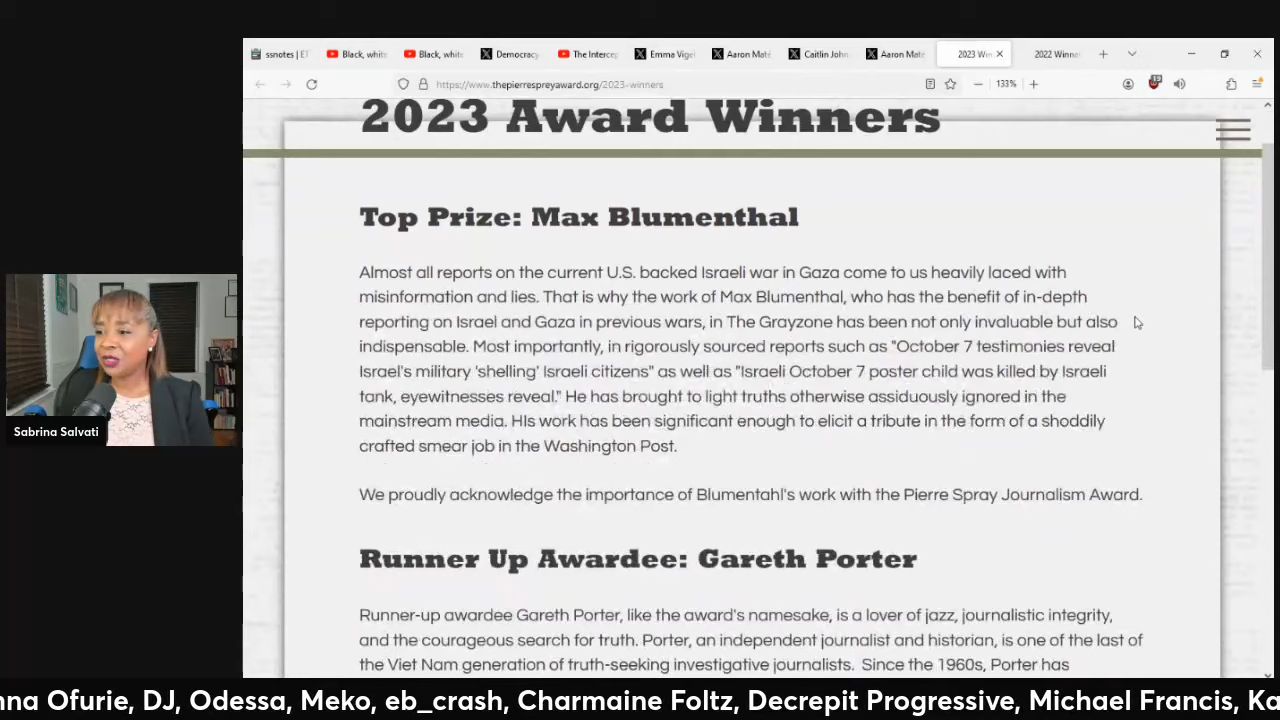 ssnotes | ET
Black, white
Black, white
Democracy
The Intercep
Emma Vigel
Aaron Maté
Caitlin John
Aaron Maté
2023 Win
2022 Winne
https://www.thepierrespreyaward.org/2023-winners
133%
2023 Award Winners
Top Prize: Max Blumenthal
Almost all reports on the current U.S. backed Israeli war in Gaza come to us heavily laced with
misinformation and lies. That is why the work of Max Blumenthal, who has the benefit of in-depth
reporting on Israel and Gaza in previous wars, in The Grayzone has been not only invaluable but also
indispensable. Most importantly, in rigorously sourced reports such as "October 7 testimonies reveal
Israel's military 'shelling' Israeli citizens" as well as "Israeli October 7 poster child was killed by Israeli
tank, eyewitnesses reveal." He has brought to light truths otherwise assiduously ignored in the
mainstream media. HIs work has been significant enough to elicit a tribute in the form of a shoddily
crafted smear job in the Washington Post.
We proudly acknowledge the importance of Blumentahl's work with the Pierre Spray Journalism Award.
Runner Up Awardee: Gareth Porter
Runner-up awardee Gareth Porter, like the award's namesake, is a lover of jazz, journalistic integrity,
and the courageous search for truth. Porter, an independent journalist and historian, is one of the last of
the Viet Nam generation of truth-seeking investigative journalists. Since the 1960s, Porter has
Sabrina Salvati
nna Ofurie, DJ, Odessa, Meko, eb_crash, Charmaine Foltz, Decrepit Progressive, Michael Francis, Ka